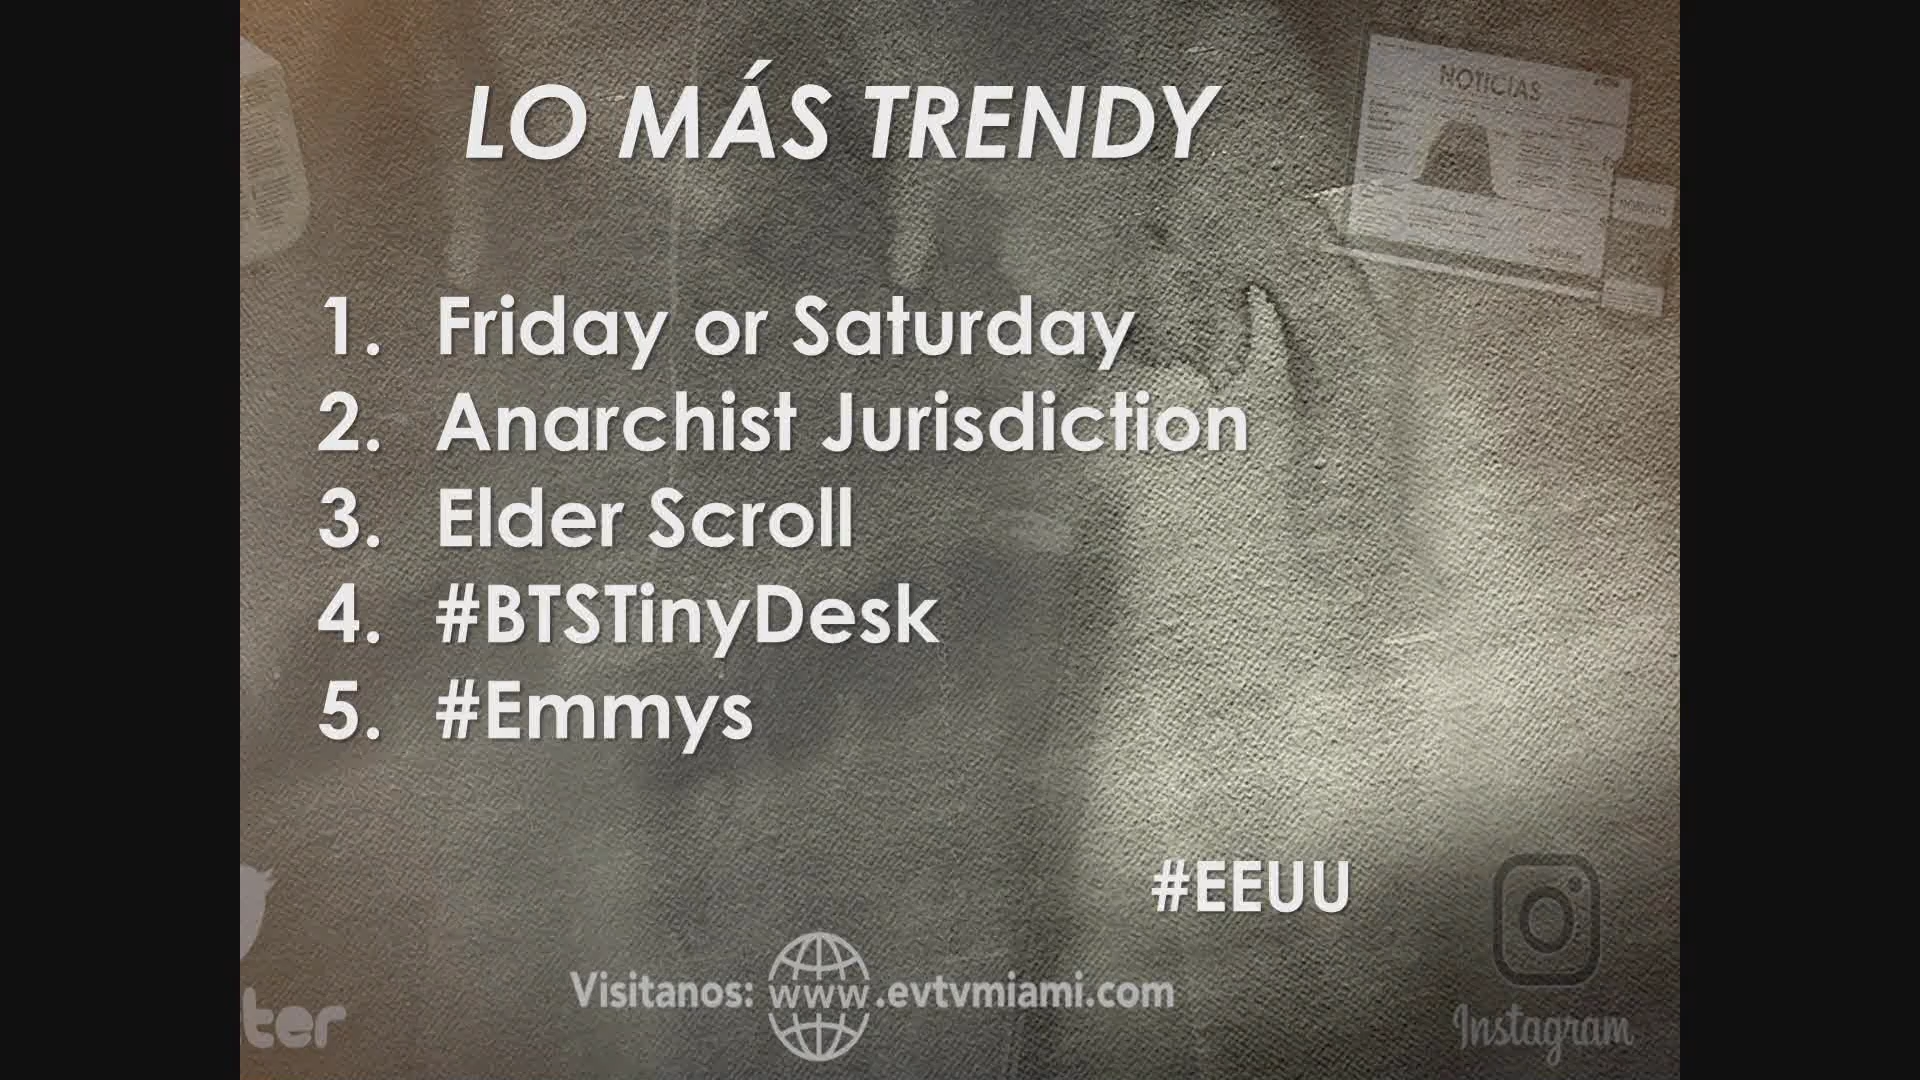 LO MÁS TRENDY
NOTICIAS
1. Friday or Saturday
2. Anarchist Jurisdiction
3. Elder Scroll
4. #BTSTinyDesk
5. #Emmys
#EEUU
Visitanos: www.evtvmiami.com
ter
Instagram